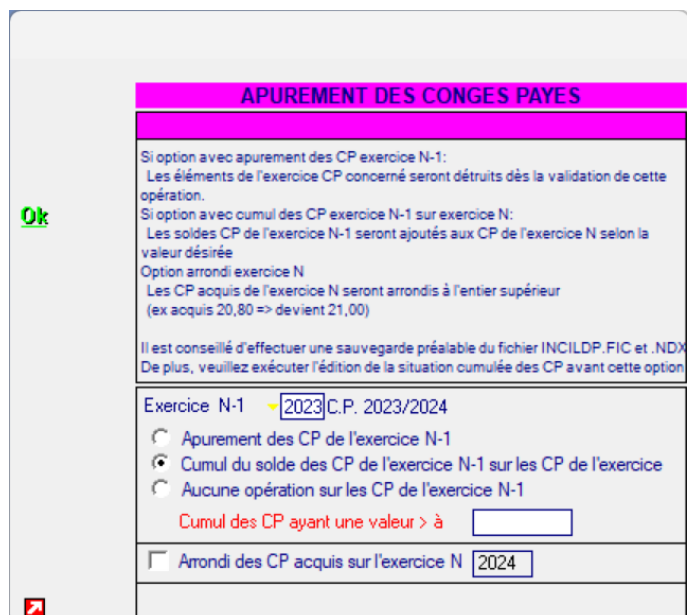 APUREMENT DES CONGES PAYES
Si option avec apurement des CP exercice N-1:
Les éléments de l'exercice CP concerné seront détruits dès la validation de cette
opération.
Ok
Si option avec cumul des CP exercice N-1 sur exercice N:
Les soldes CP de l'exercice N-1 seront ajoutés aux CP de l'exercice N selon la
valeur désirée
Option arrondi exercice N
Les CP acquis de l'exercice N seront arrondis à l'entier supérieur
(ex acquis 20,80 => devient 21,00)
Il est conseillé d'effectuer une sauvegarde préalable du fichier INCILDP.FIC et .NDX
De plus, veuillez exécuter l'édition de la situation cumulée des CP avant cette option
Exercice N-1 2023 C.P. 2023/2024
Apurement des CP de l'exercice N-1
Cumul du solde des CP de l'exercice N-1 sur les CP de l'exercice
Aucune opération sur les CP de l'exercice N-1
Cumul des CP ayant une valeur > à
Arrondi des CP acquis sur l'exercice N 2024